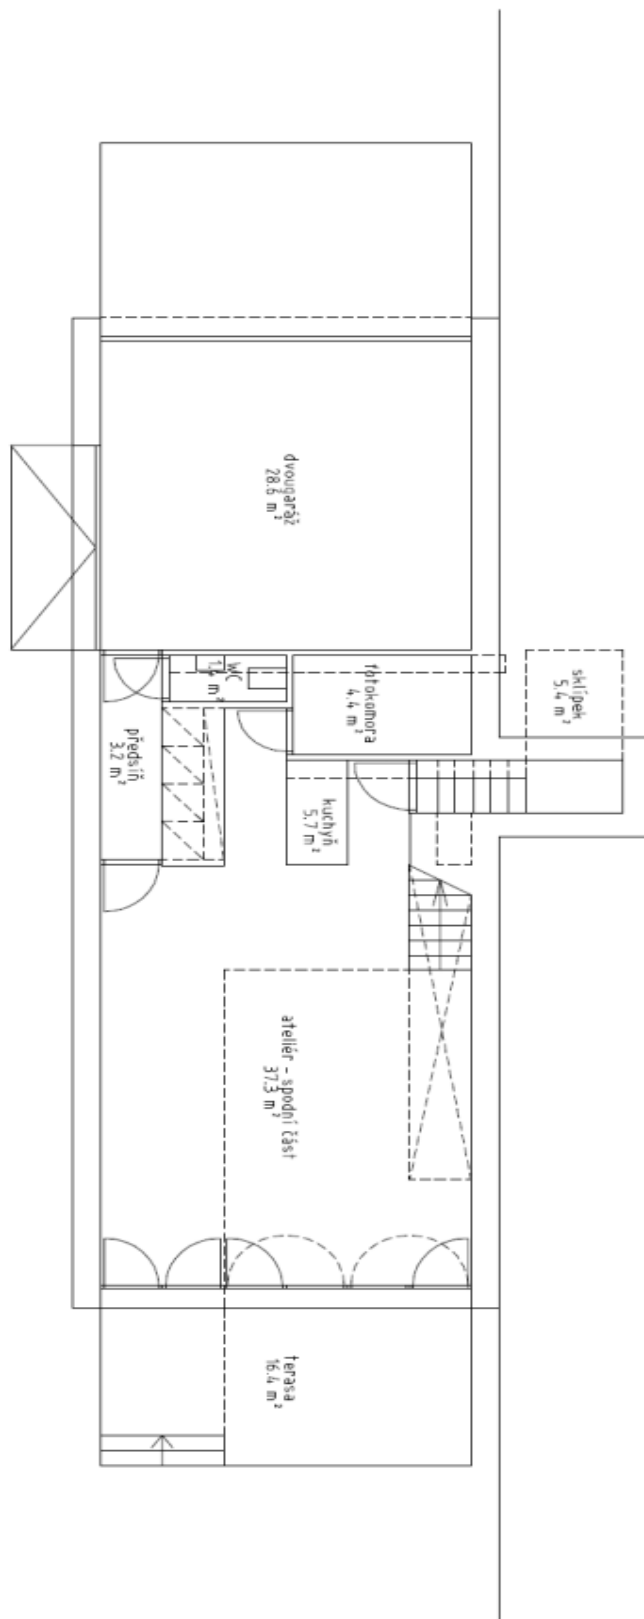 dvougaráž
28.6 m²
sklípek
5.4 m²
WC
m²
fotokomora
4.4 m²
předsíň
3.2 m²
kuchyň
5.7 m²
ateliér - spodní část
37.3 m²
terasa
16.4 m²